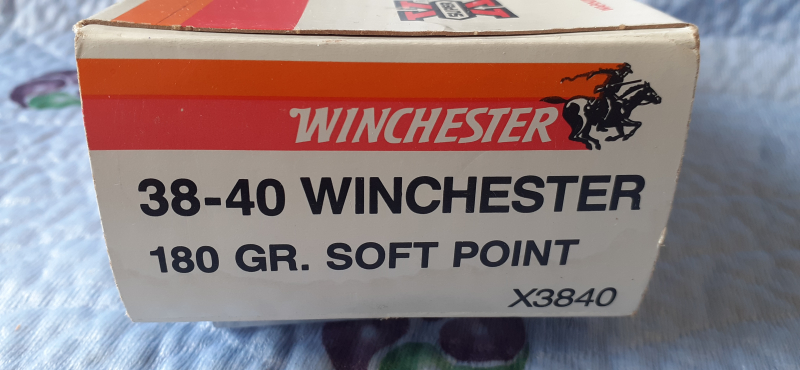 WINCHESTER
38-40 WINCHESTER
180 GR. SOFT POINT
X3840